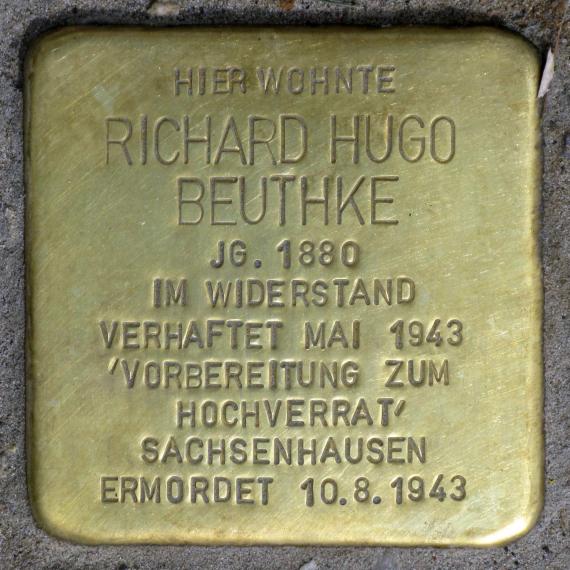 HIER WOHNTE
RICHARD HUGO
BEUTHKE
JG. 1880
IM WIDERSTAND
VERHAFTET MAI 1943
'VORBEREITUNG ZUM
HOCHVERRAT'
SACHSENHAUSEN
ERMORDET 10.8.1943